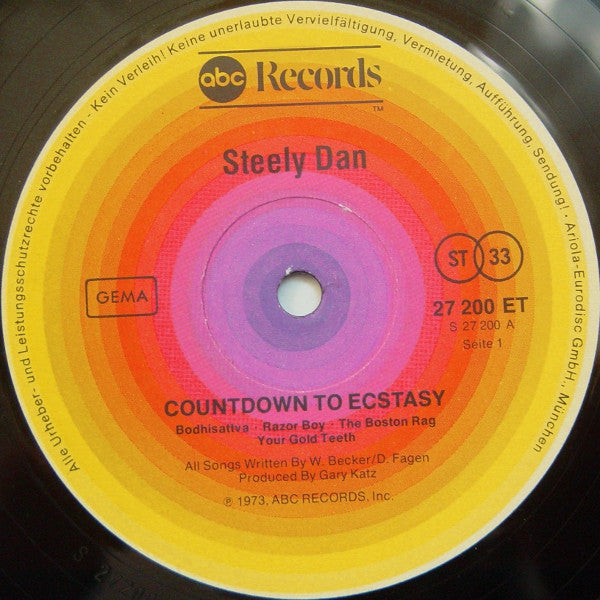 Alle Urheber- und Leistungsschutzrechte vorbehalten - Kein Verleih! Keine unerlaubte Vervielfältigung, Vermietung, Aufführung, Sendung! · Ariola-Eurodisc GmbH., München
abc Records
TM
Steely Dan
ST 33
GEMA
27 200 ET
S 27 200 A
Seite 1
COUNTDOWN TO ECSTASY
Bodhisativa · Razor Boy · The Boston Rag
Your Gold Teeth
All Songs Written By W. Becker/D. Fagen
Produced By Gary Katz
℗ 1973, ABC RECORDS, Inc.